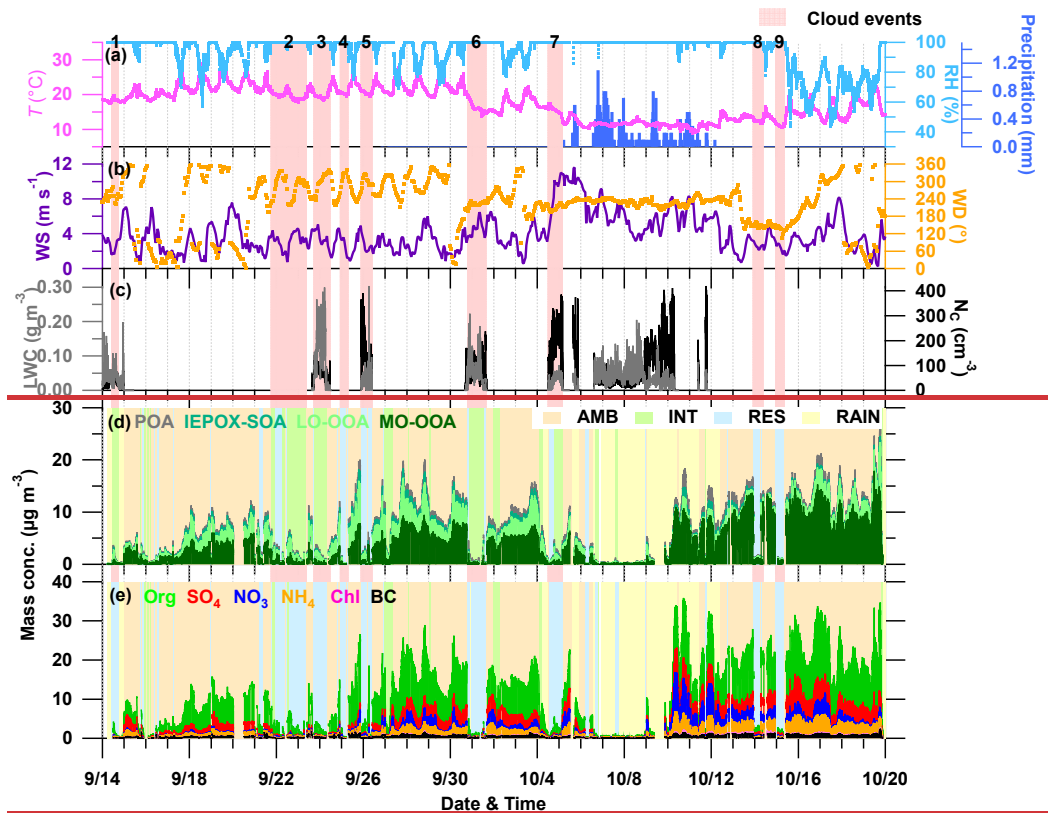 Cloud events
(a) 1 2 3 4 5 6 7 8 9
T (°C)
30
20
10
RH (%)
100
80
60
40
Precipitation (mm)
1.2
0.8
0.4
0.0
(b)
WS (m s-1)
12
8
4
0
WD (°)
360
300
240
180
120
60
0
(c)
LWC (g m-3)
0.30
0.20
0.10
0.00
NC (cm-3)
400
300
200
100
0
(d) POA IEPOX-SOA LO-OOA MO-OOA
AMB INT RES RAIN
30
20
10
0
(e) Org SO4 NO3 NH4 Chl BC
Mass conc. (μg m-3)
40
30
20
10
0
9/14 9/18 9/22 9/26 9/30 10/4 10/8 10/12 10/16 10/20
Date & Time